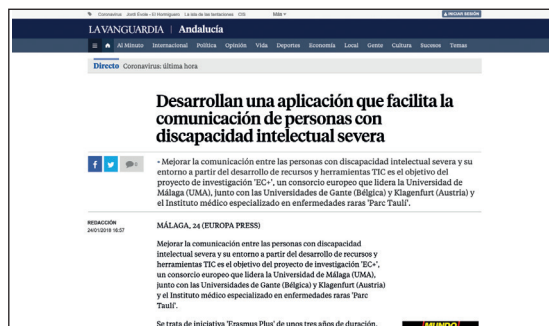 Coronavirus Jordi Évole - El Hormiguero La isla de las tentaciones CIS Más
INICIAR SESIÓN
LAVANGUARDIA | Andalucía
Al Minuto Internacional Política Opinión Vida Deportes Economía Local Gente Cultura Sucesos Temas
Directo Coronavirus: última hora
Desarrollan una aplicación que facilita la
comunicación de personas con
discapacidad intelectual severa
- Mejorar la comunicación entre las personas con discapacidad intelectual severa y su
entorno a partir del desarrollo de recursos y herramientas TIC es el objetivo del
proyecto de investigación 'EC+', un consorcio europeo que lidera la Universidad de
Málaga (UMA), junto con las Universidades de Gante (Bélgica) y Klagenfurt (Austria) y
el Instituto médico especializado en enfermedades raras 'Parc Taulí'.
REDACCIÓN
24/01/2018 16:57
MÁLAGA, 24 (EUROPA PRESS)
Mejorar la comunicación entre las personas con discapacidad
intelectual severa y su entorno a partir del desarrollo de recursos y
herramientas TIC es el objetivo del proyecto de investigación 'EC+',
un consorcio europeo que lidera la Universidad de Málaga (UMA),
junto con las Universidades de Gante (Bélgica) y Klagenfurt (Austria)
y el Instituto médico especializado en enfermedades raras 'Parc
Taulí'.
Se trata de iniciativa 'Erasmus Plus' de unos tres años de duración,
MUNDO